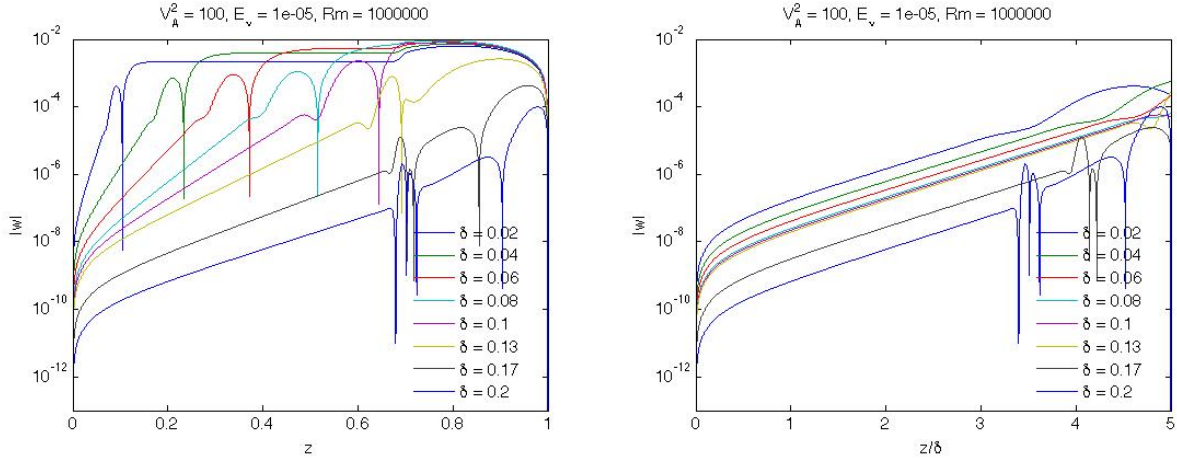 V_A^2 = 100, E_ν = 1e-05, Rm = 1000000
|w|
10^-2
10^-4
10^-6
10^-8
10^-10
10^-12
δ = 0.02
δ = 0.04
δ = 0.06
δ = 0.08
δ = 0.1
δ = 0.13
δ = 0.17
δ = 0.2
0 0.2 0.4 0.6 0.8 1
z
V_A^2 = 100, E_ν = 1e-05, Rm = 1000000
|w|
10^-2
10^-4
10^-6
10^-8
10^-10
10^-12
δ = 0.02
δ = 0.04
δ = 0.06
δ = 0.08
δ = 0.1
δ = 0.13
δ = 0.17
δ = 0.2
0 1 2 3 4 5
z/δ